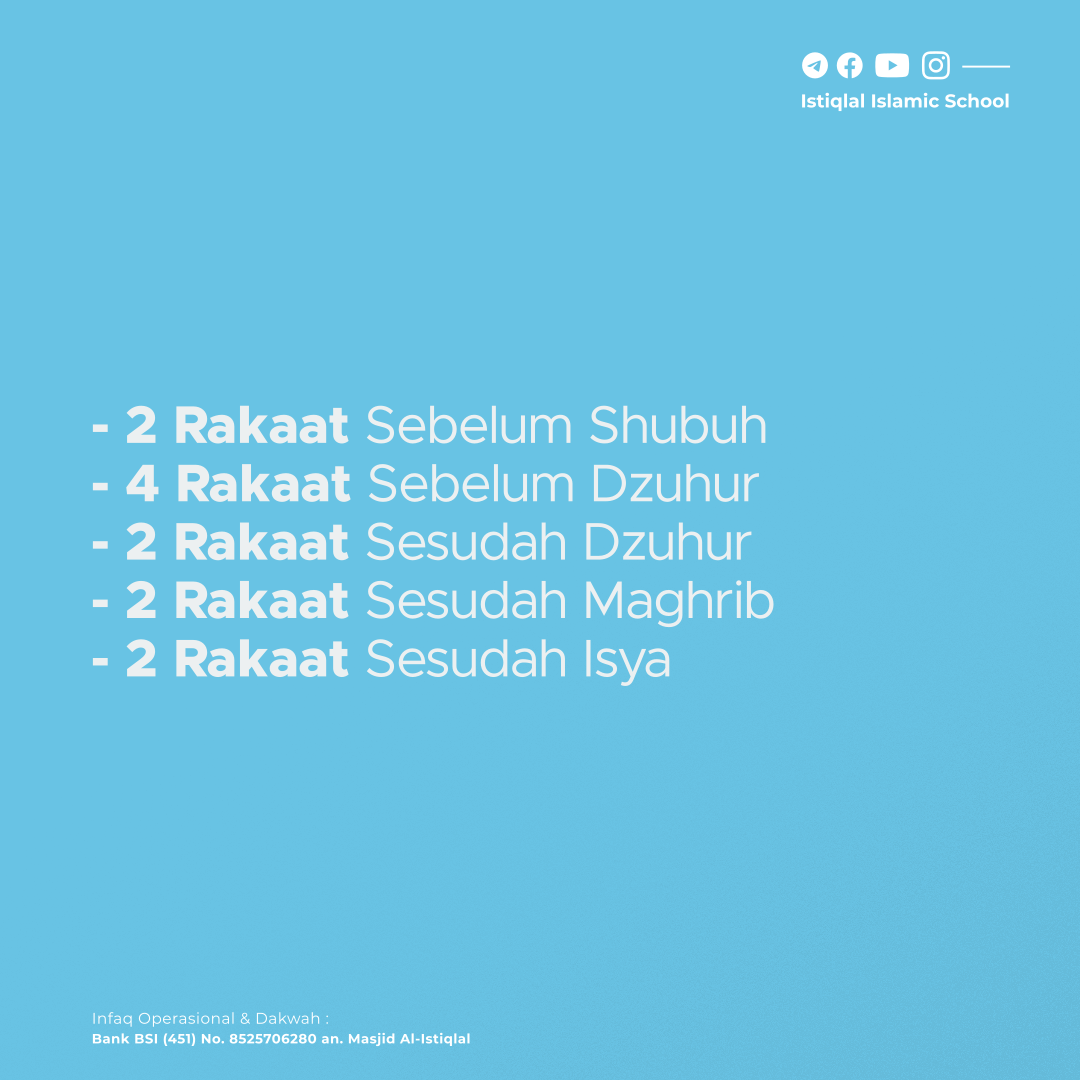 Istiqlal Islamic School
- 2 Rakaat Sebelum Shubuh
- 4 Rakaat Sebelum Dzuhur
- 2 Rakaat Sesudah Dzuhur
- 2 Rakaat Sesudah Maghrib
- 2 Rakaat Sesudah Isya
Infaq Operasional & Dakwah :
Bank BSI (451) No. 8525706280 an. Masjid Al-Istiqlal